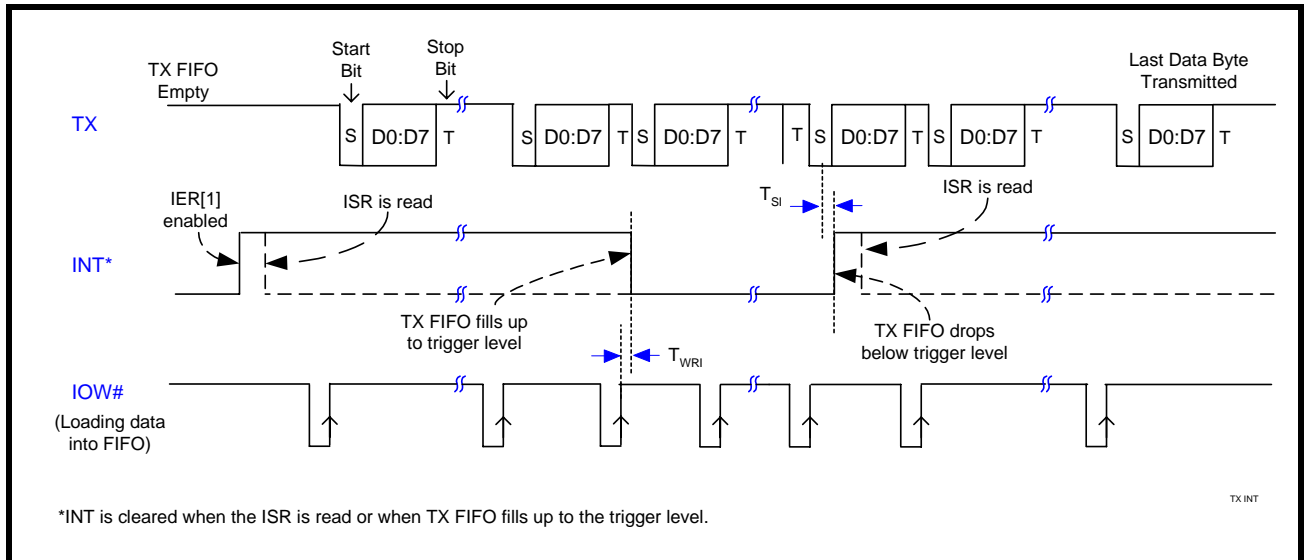 Start
Bit
Stop
Bit
TX FIFO
Empty
Last Data Byte
Transmitted
TX
S D0:D7 T S D0:D7 T S D0:D7 T T S D0:D7 T S D0:D7 T S D0:D7 T
IER[1]
enabled
ISR is read
TSI
ISR is read
INT*
TX FIFO fills up
to trigger level
TX FIFO drops
below trigger level
TWRI
IOW#
(Loading data
into FIFO)
TX INT
*INT is cleared when the ISR is read or when TX FIFO fills up to the trigger level.